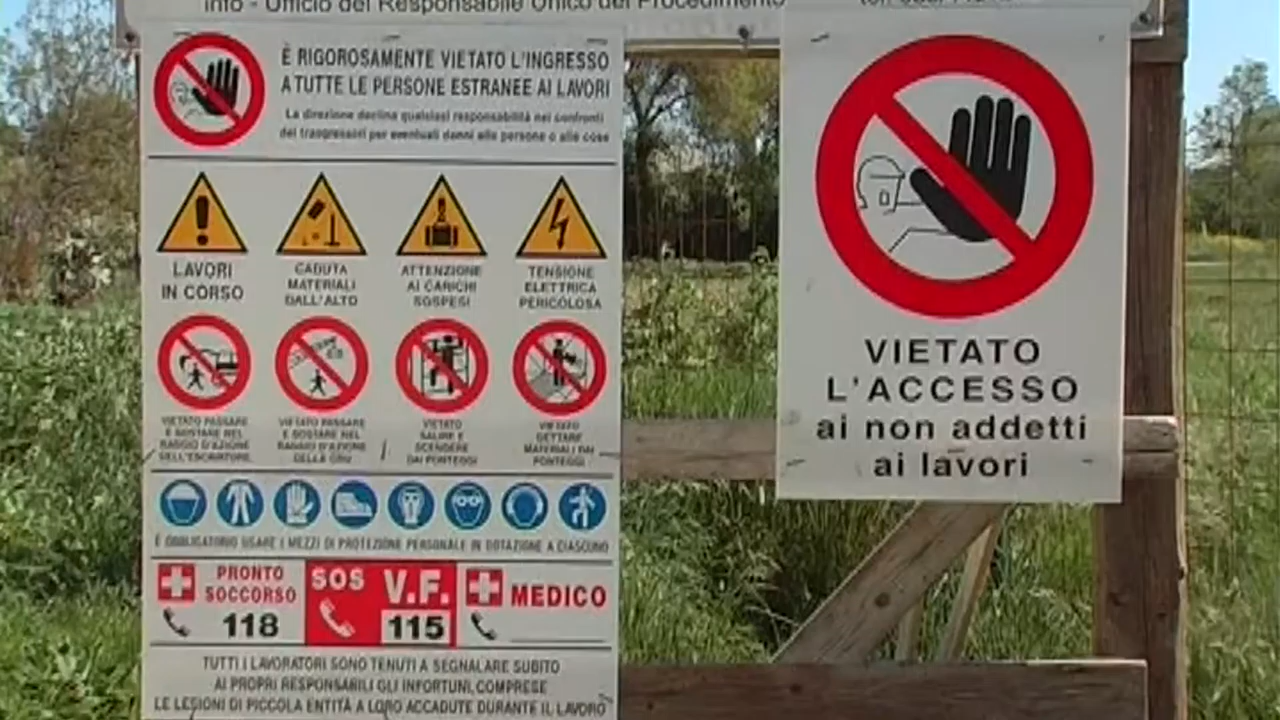 Info - Ufficio del Responsabile Unico del Procedimento
È RIGOROSAMENTE VIETATO L'INGRESSO
A TUTTE LE PERSONE ESTRANEE AI LAVORI
La direzione declina qualsiasi responsabilità nei confronti
dei trasgressori per eventuali danni alle persone o alle cose
LAVORI
IN CORSO
CADUTA
MATERIALI
DALL'ALTO
ATTENZIONE
AI CARICHI
SOSPESI
TENSIONE
ELETTRICA
PERICOLOSA
VIETATO PASSARE
E SOSTARE NEL
RAGGIO D'AZIONE
DELL'ESCAVATORE
VIETATO PASSARE
E SOSTARE NEL
RAGGIO D'AZIONE
DELLA GRU
VIETATO
SALIRE E
SCENDERE
DAI PONTEGGI
VIETATO
GETTARE
MATERIALI DAI
PONTEGGI
È OBBLIGATORIO USARE I MEZZI DI PROTEZIONE PERSONALE IN DOTAZIONE A CIASCUNO
PRONTO
SOCCORSO
118
SOS V.F.
115
MEDICO
TUTTI I LAVORATORI SONO TENUTI A SEGNALARE SUBITO
AI PROPRI RESPONSABILI GLI INFORTUNI, COMPRESE
LE LESIONI DI PICCOLA ENTITÀ A LORO ACCADUTE DURANTE IL LAVORO
VIETATO
L'ACCESSO
ai non addetti
ai lavori